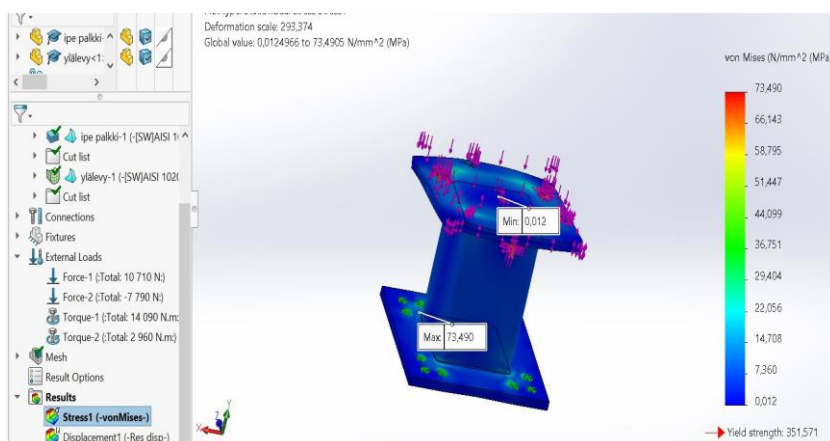 Deformation scale: 293,374
Global value: 0,0124966 to 73,4905 N/mm^2 (MPa)
ipe palkki-
ylälevy<1>
ipe palkki-1 (-[SW]AISI 10
Cut list
ylälevy-1 (-[SW]AISI 1020
Cut list
Connections
Fixtures
External Loads
Force-1 (:Total: 10 710 N:)
Force-2 (:Total: -7 790 N:)
Torque-1 (:Total: 14 090 N.m:
Torque-2 (:Total: 2 960 N.m:)
Mesh
Result Options
Results
Stress1 (-vonMises-)
Displacement1 (-Res disp-)
Min: 0,012
Max: 73,490
Z
Y
X
von Mises (N/mm^2 (MPa)
73,490
66,143
58,795
51,447
44,099
36,751
29,404
22,056
14,708
7,360
0,012
Yield strength: 351,571